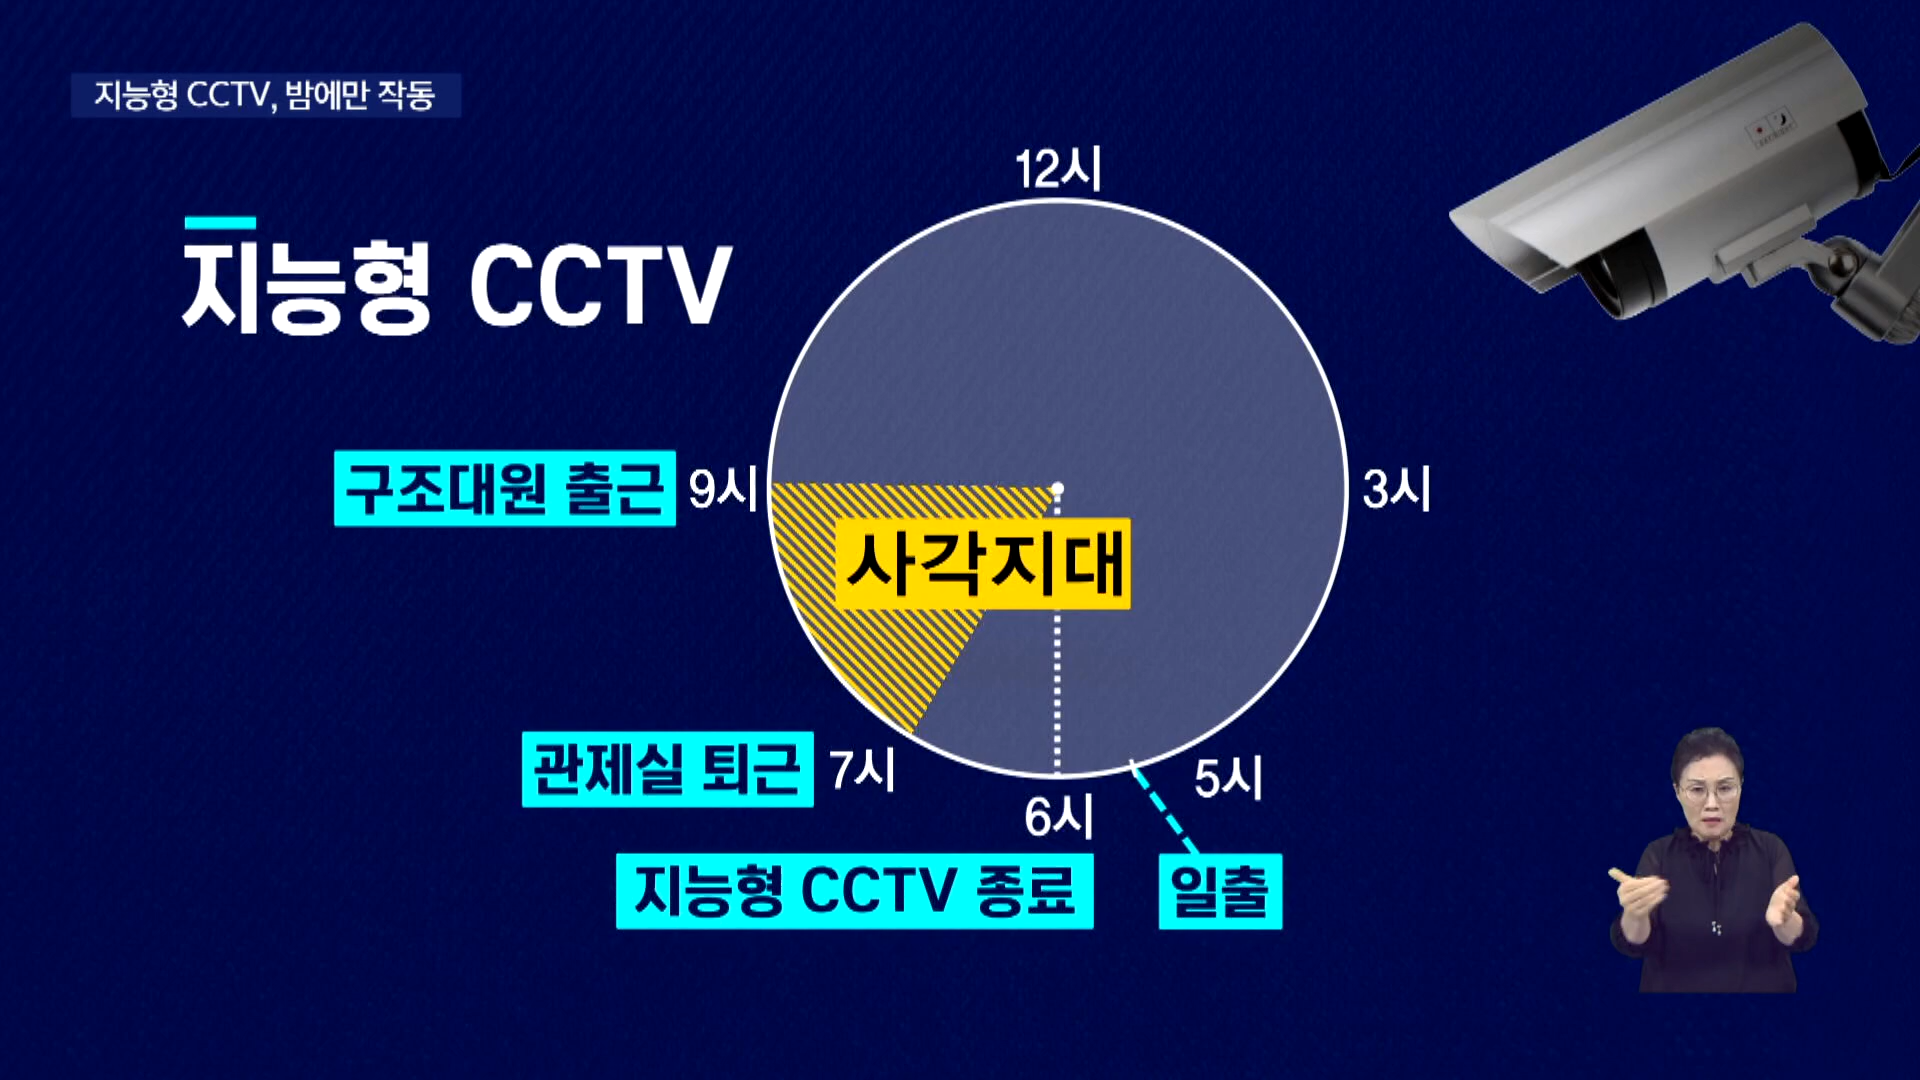 지능형 CCTV, 밤에만 작동
지능형 CCTV
12시
3시
구조대원 출근 9시
사각지대
관제실 퇴근 7시
5시
6시
지능형 CCTV 종료
일출